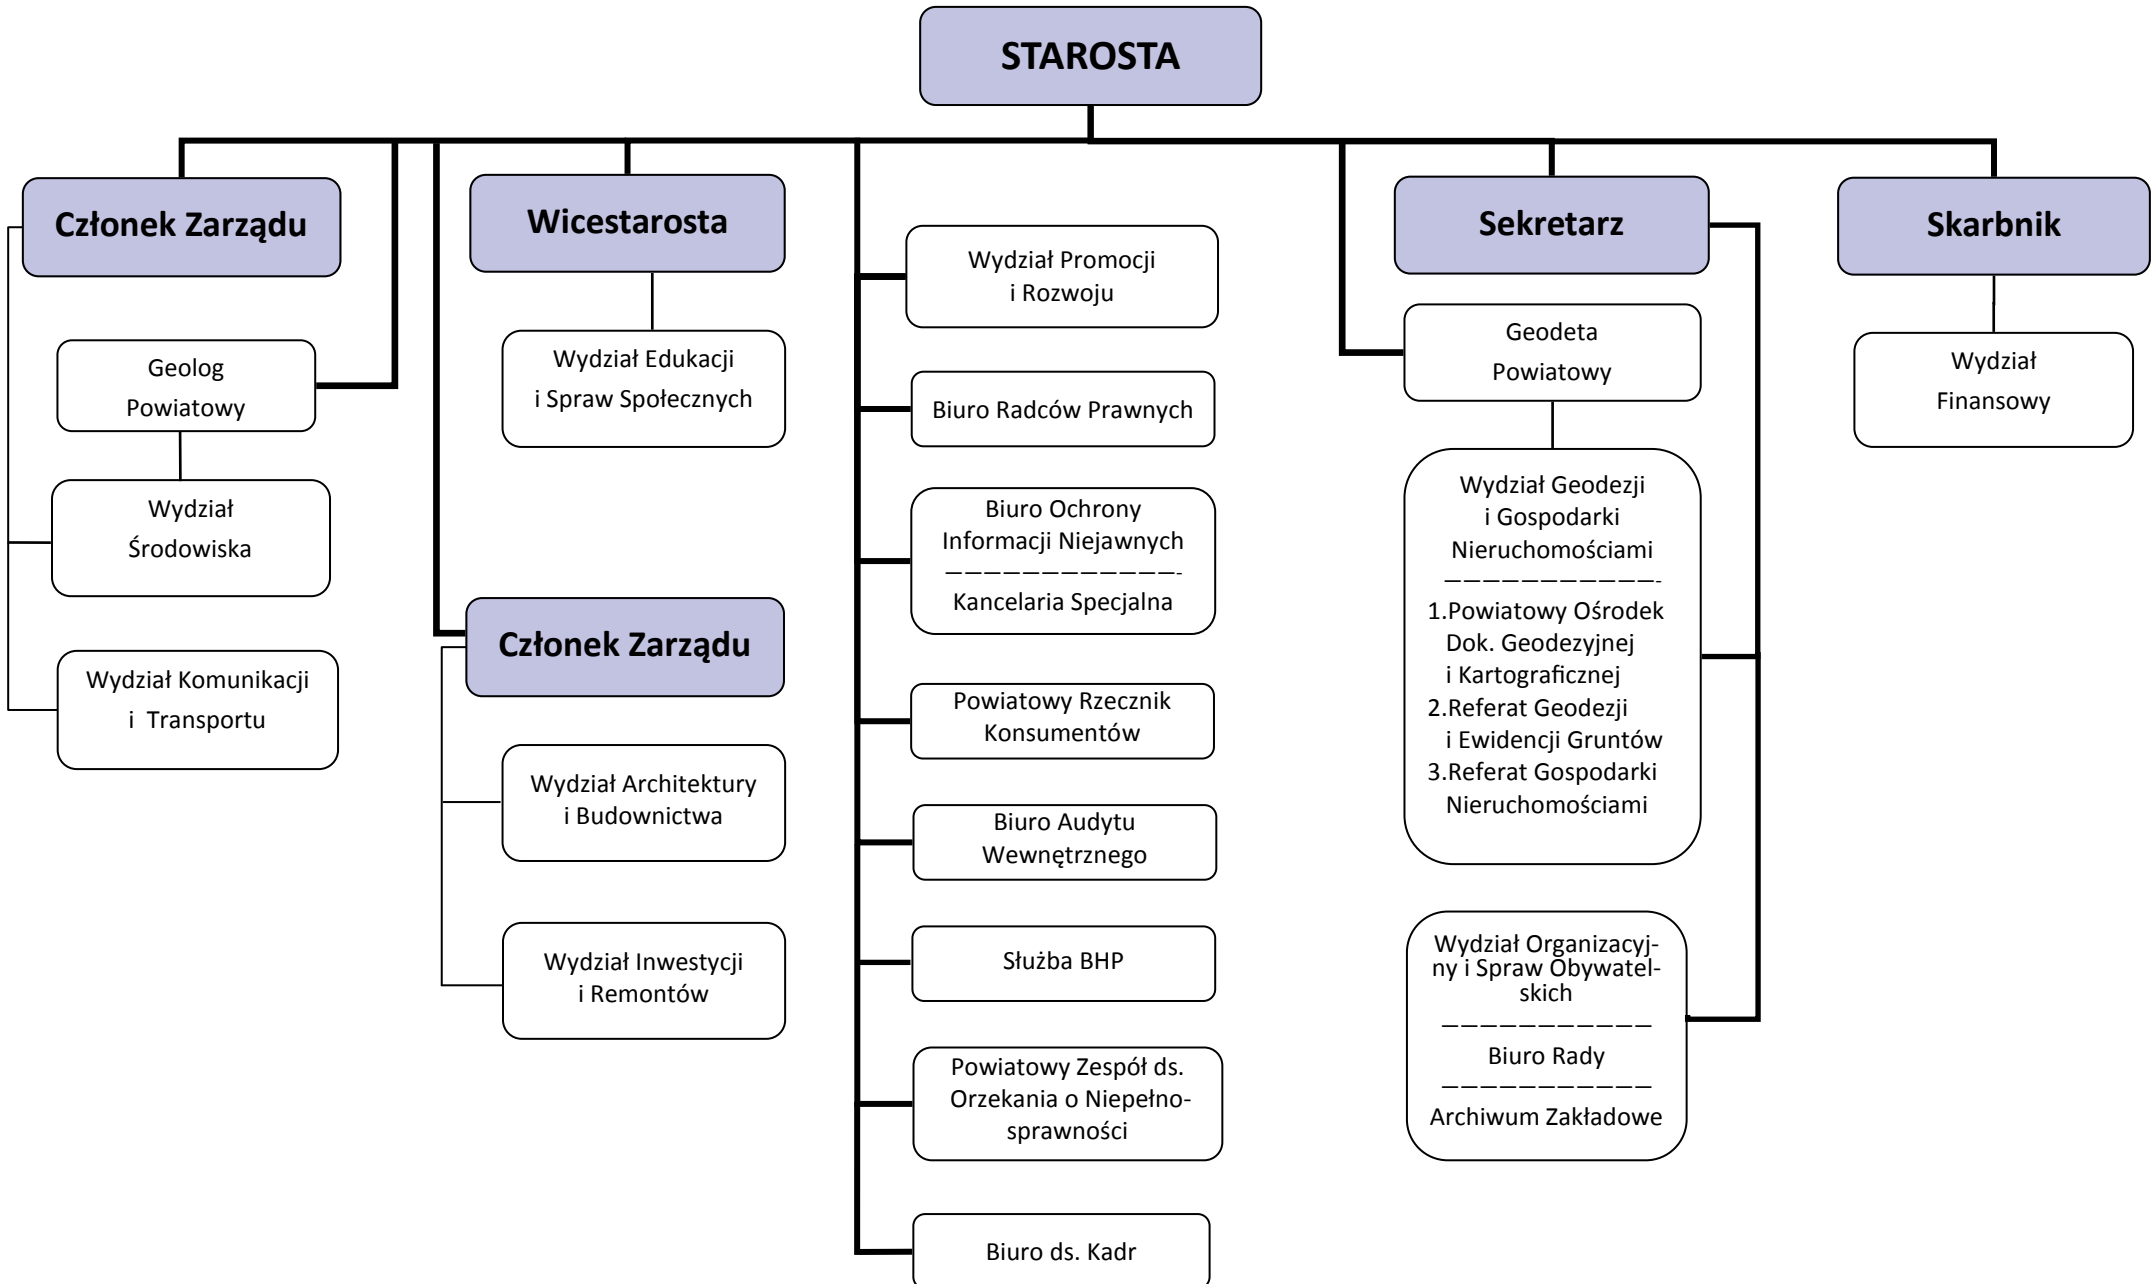 STAROSTA
Członek Zarządu
Geolog
Powiatowy
Wydział
Środowiska
Wydział Komunikacji
i Transportu
Wicestarosta
Wydział Edukacji
i Spraw Społecznych
Członek Zarządu
Wydział Architektury
i Budownictwa
Wydział Inwestycji
i Remontów
Wydział Promocji
i Rozwoju
Biuro Radców Prawnych
Biuro Ochrony
Informacji Niejawnych
————————————-
Kancelaria Specjalna
Powiatowy Rzecznik
Konsumentów
Biuro Audytu
Wewnętrznego
Służba BHP
Powiatowy Zespół ds.
Orzekania o Niepełno-
sprawności
Biuro ds. Kadr
Sekretarz
Geodeta
Powiatowy
Wydział Geodezji
i Gospodarki
Nieruchomościami
———————————-
1.Powiatowy Ośrodek
Dok. Geodezyjnej
i Kartograficznej
2.Referat Geodezji
i Ewidencji Gruntów
3.Referat Gospodarki
Nieruchomościami
Wydział Organizacyj-
ny i Spraw Obywatel-
skich
———————————
Biuro Rady
———————————
Archiwum Zakładowe
Skarbnik
Wydział
Finansowy